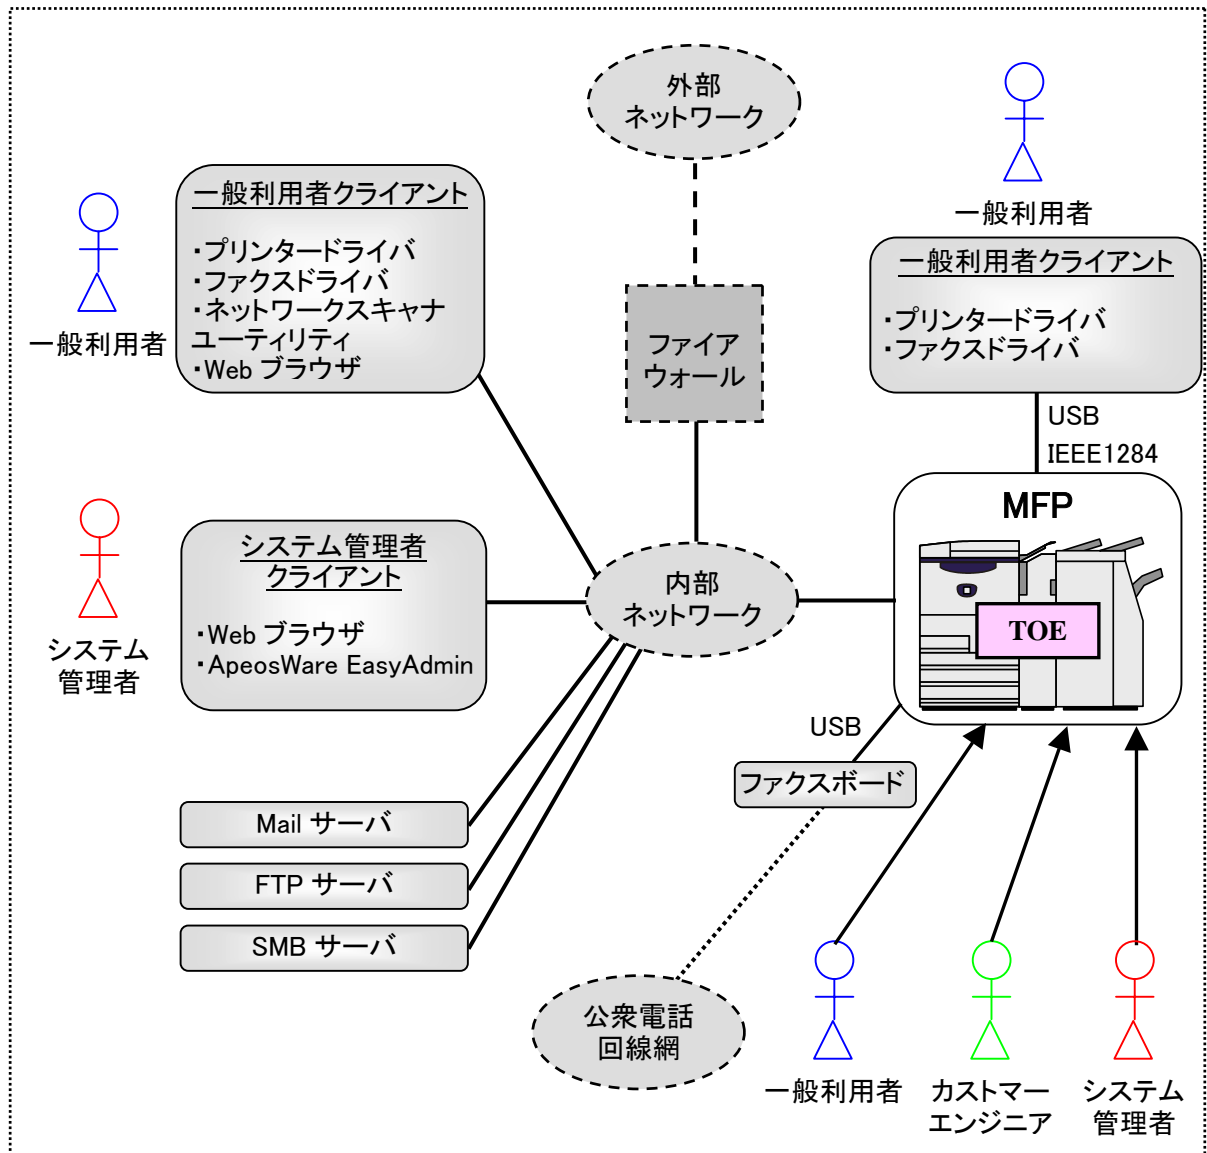 外部
ネットワーク
一般利用者
一般利用者クライアント
・プリンタードライバ
・ファクスドライバ
・ネットワークスキャナ
ユーティリティ
・Web ブラウザ
一般利用者
一般利用者クライアント
・プリンタードライバ
・ファクスドライバ
ファイア
ウォール
USB
IEEE1284
MFP
TOE
システム管理者
クライアント
・Web ブラウザ
・ApeosWare EasyAdmin
システム
管理者
内部
ネットワーク
USB
ファクスボード
Mail サーバ
FTP サーバ
SMB サーバ
公衆電話
回線網
一般利用者
カストマー
エンジニア
システム
管理者